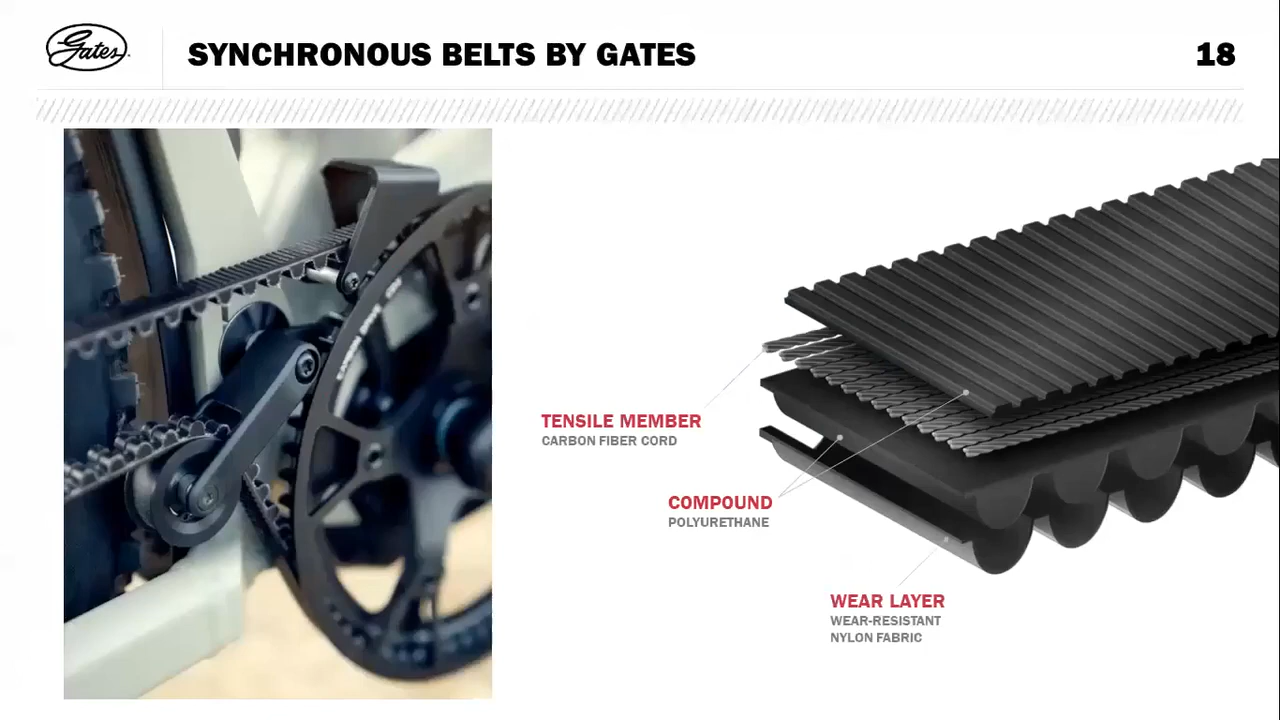 Gates
SYNCHRONOUS BELTS BY GATES
18
TENSILE MEMBER
CARBON FIBER CORD
COMPOUND
POLYURETHANE
WEAR LAYER
WEAR-RESISTANT
NYLON FABRIC